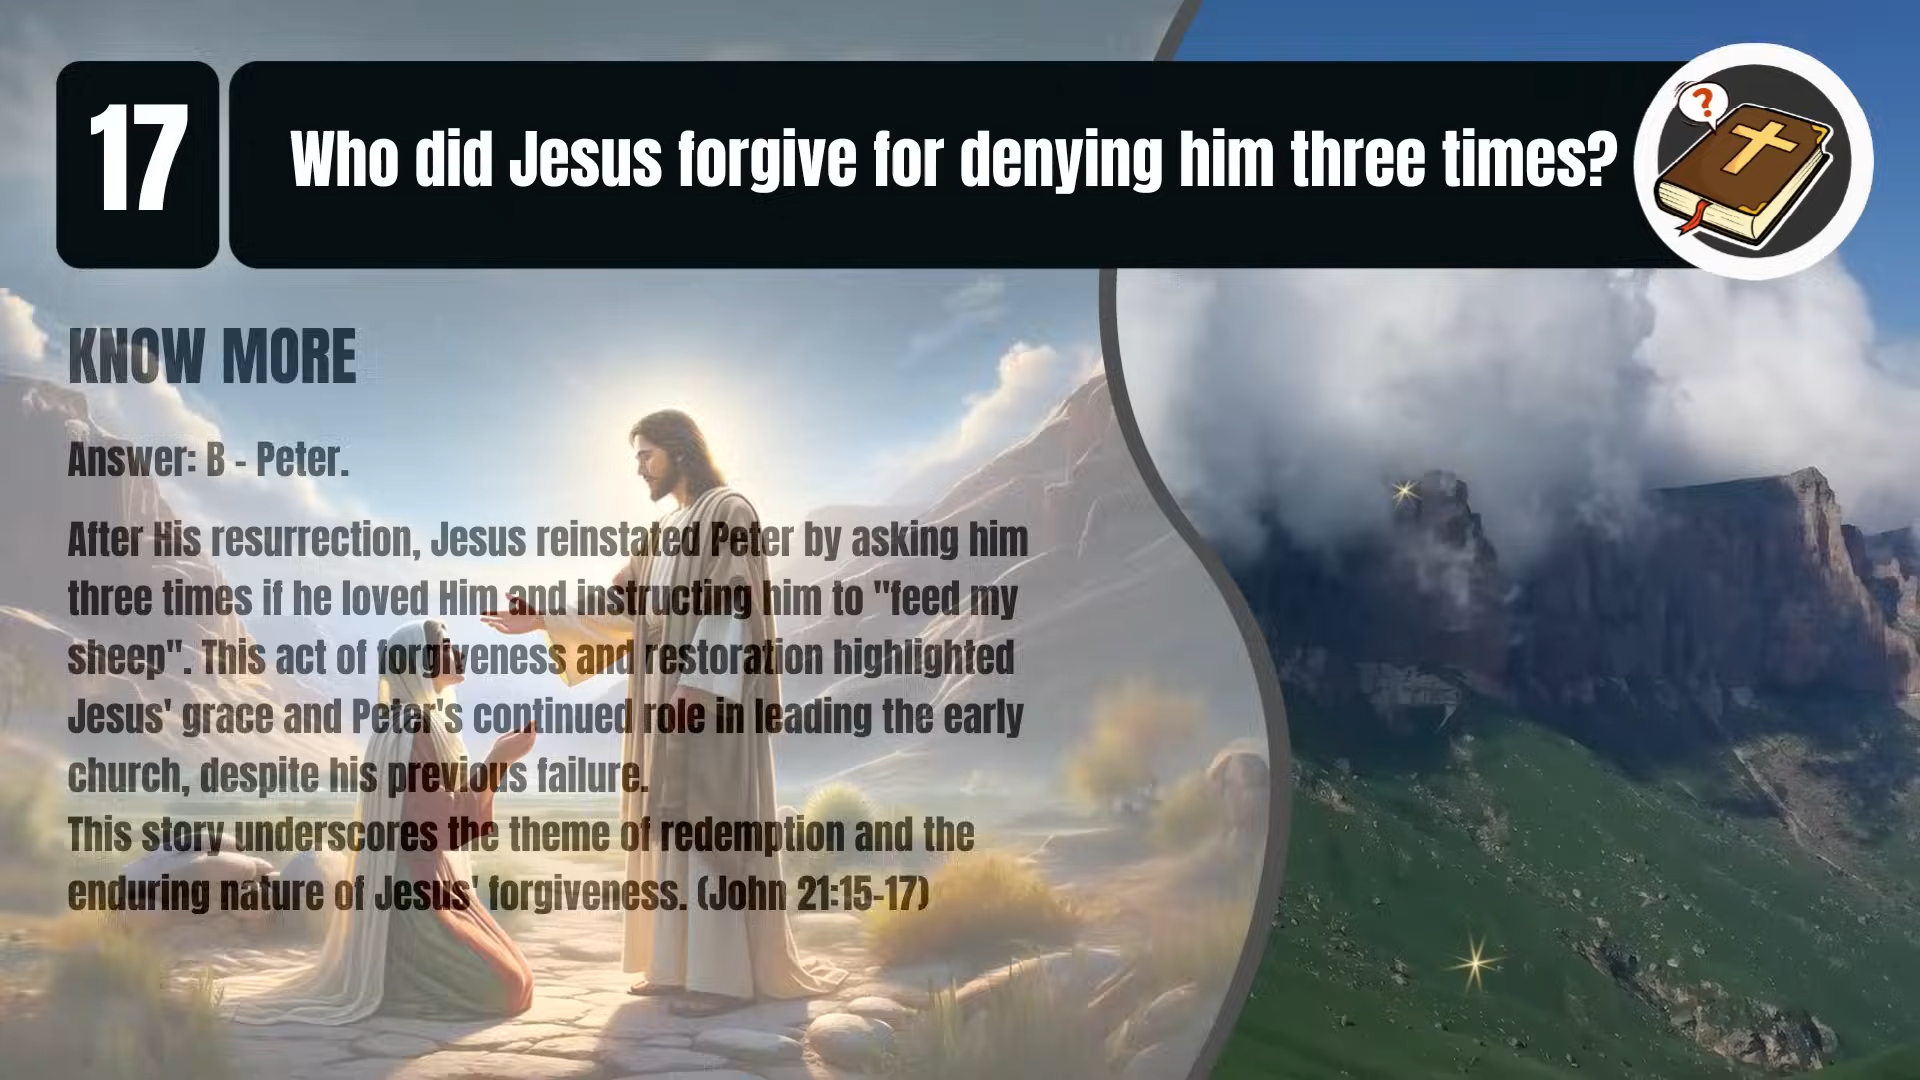 17
Who did Jesus forgive for denying him three times?
?
KNOW MORE
Answer: B - Peter.
After His resurrection, Jesus reinstated Peter by asking him
three times if he loved Him and instructing him to "feed my
sheep". This act of forgiveness and restoration highlighted
Jesus' grace and Peter's continued role in leading the early
church, despite his previous failure.
This story underscores the theme of redemption and the
enduring nature of Jesus' forgiveness. (John 21:15-17)